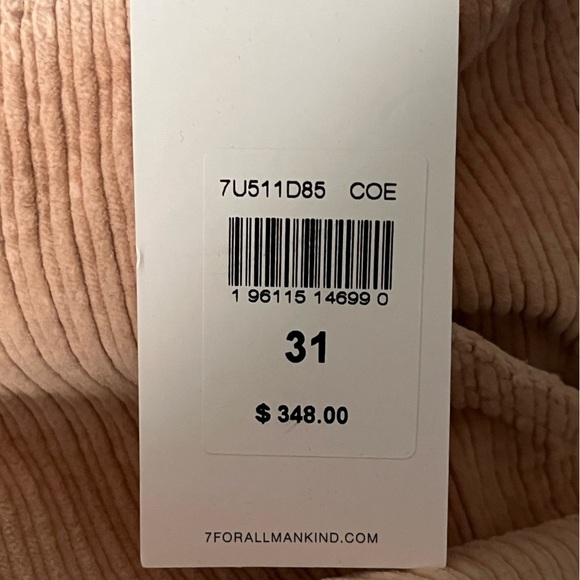 7U511D85 COE
1 96115 14699 0
31
$ 348.00
7FORALLMANKIND.COM